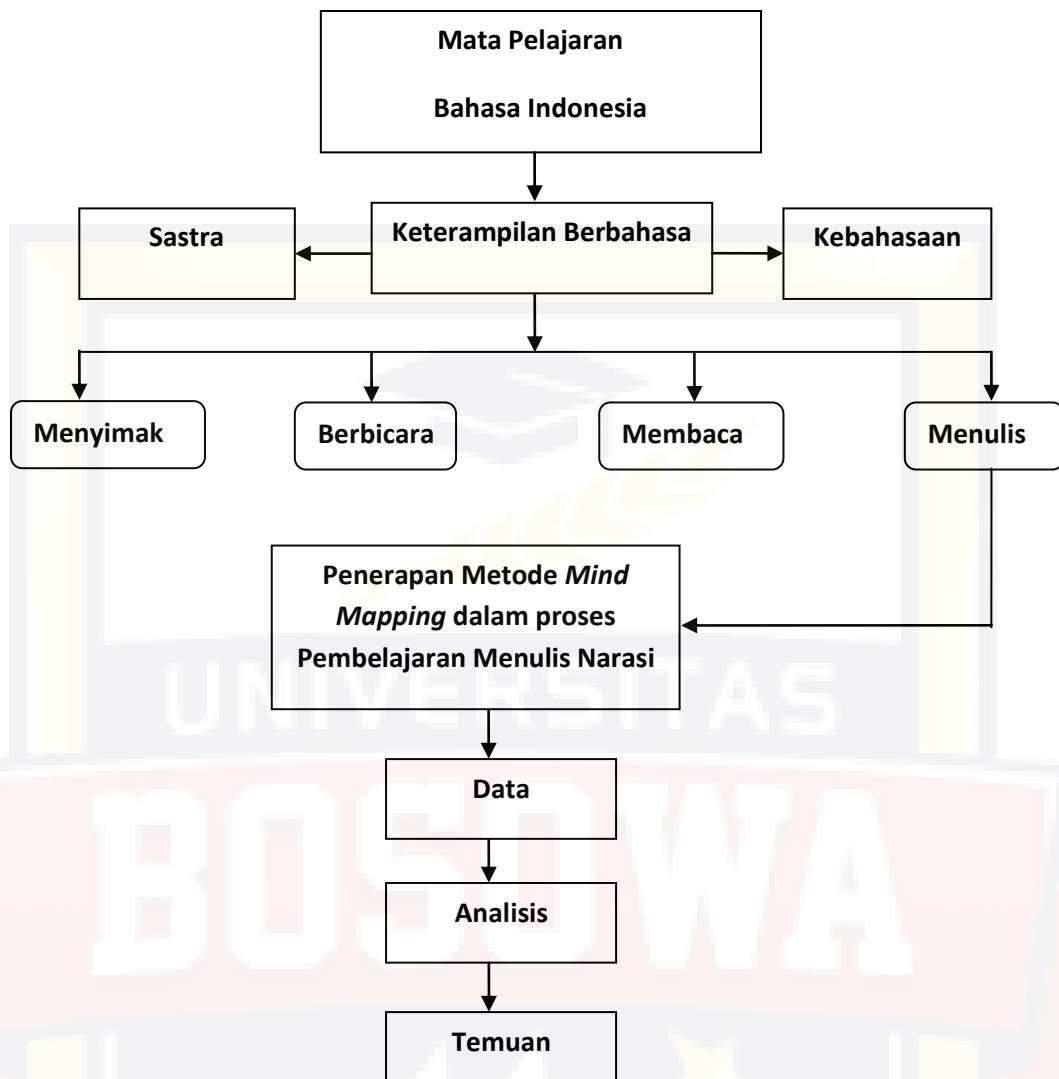 Mata Pelajaran
Bahasa Indonesia
Sastra
Keterampilan Berbahasa
Kebahasaan
Menyimak
Berbicara
Membaca
Menulis
Penerapan Metode Mind
Mapping dalam proses
Pembelajaran Menulis Narasi
UNIVERSITAS
Data
BOSOWA
Analisis
Temuan